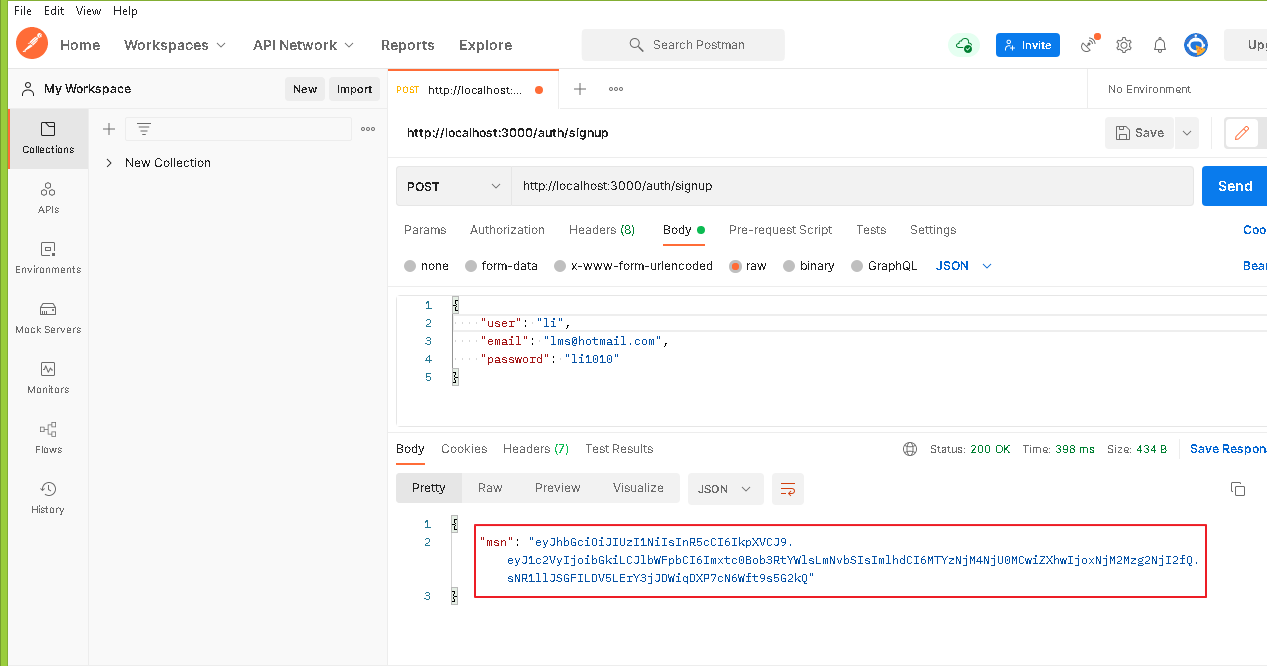 File Edit View Help
Home Workspaces API Network Reports Explore Search Postman Invite Upg
My Workspace New Import POST http://localhost:... No Environment
Collections
APIs
Environments
Mock Servers
Monitors
Flows
History
New Collection
http://localhost:3000/auth/signup Save
POST http://localhost:3000/auth/signup Send
Params Authorization Headers (8) Body Pre-request Script Tests Settings Coo
none form-data x-www-form-urlencoded raw binary GraphQL JSON Bea
1 {
2 "user": "li",
3 "email": "lms@hotmail.com",
4 "password": "li1010"
5 }
Body Cookies Headers (7) Test Results Status: 200 OK Time: 398 ms Size: 434 B Save Respon
Pretty Raw Preview Visualize JSON
1 {
2 "msn": "eyJhbGciOiJIUzI1NiIsInR5cCI6IkpXVCJ9.
eyJ1c2VyIjoibGkiLCJlbWFpbCI6Imxtc0Bob3RtYWlsLmNvbSIsImlhdCI6MTYzNjM4NjU0MCwiZXhwIjoxNjM2Mzg2NjI2fQ.
sNR1llJSGFILDV5LErY3jJDWiqDXP7cN6Wft9s5G2kQ"
3 }